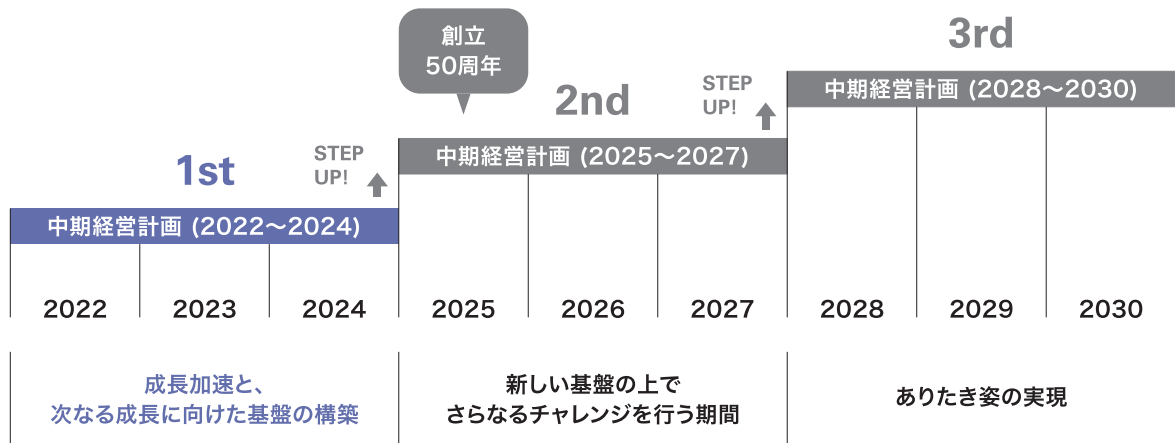 創立
50周年
1st
STEP
UP!
中期経営計画 (2022〜2024)
2nd
STEP
UP!
中期経営計画 (2025〜2027)
3rd
中期経営計画 (2028〜2030)
2022
2023
2024
2025
2026
2027
2028
2029
2030
成長加速と、
次なる成長に向けた基盤の構築
新しい基盤の上で
さらなるチャレンジを行う期間
ありたき姿の実現